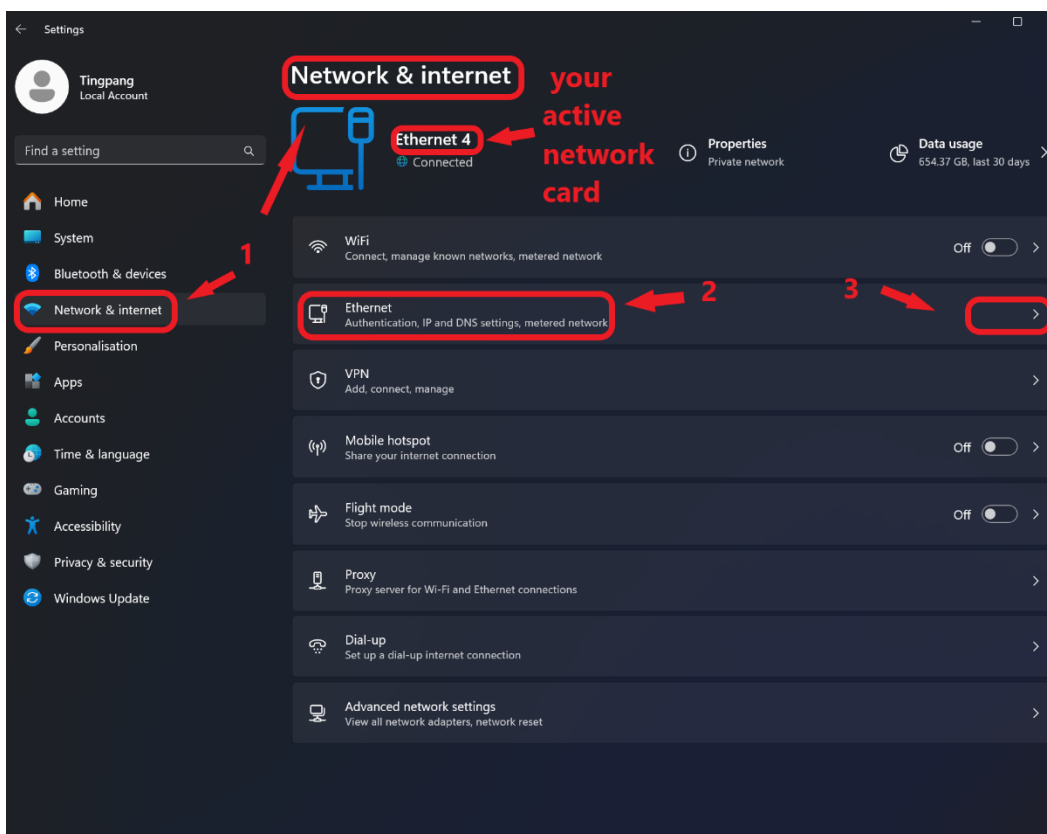 Settings
Tingpang
Local Account
Find a setting
Home
System
Bluetooth & devices
Network & internet
Personalisation
Apps
Accounts
Time & language
Gaming
Accessibility
Privacy & security
Windows Update
1
Network & internet
your
active
network
card
Ethernet 4
Connected
Properties
Private network
Data usage
654.37 GB, last 30 days
WiFi
Connect, manage known networks, metered network
Off
Ethernet
Authentication, IP and DNS settings, metered network
2
3
VPN
Add, connect, manage
Mobile hotspot
Share your internet connection
Off
Flight mode
Stop wireless communication
Off
Proxy
Proxy server for Wi-Fi and Ethernet connections
Dial-up
Set up a dial-up internet connection
Advanced network settings
View all network adapters, network reset